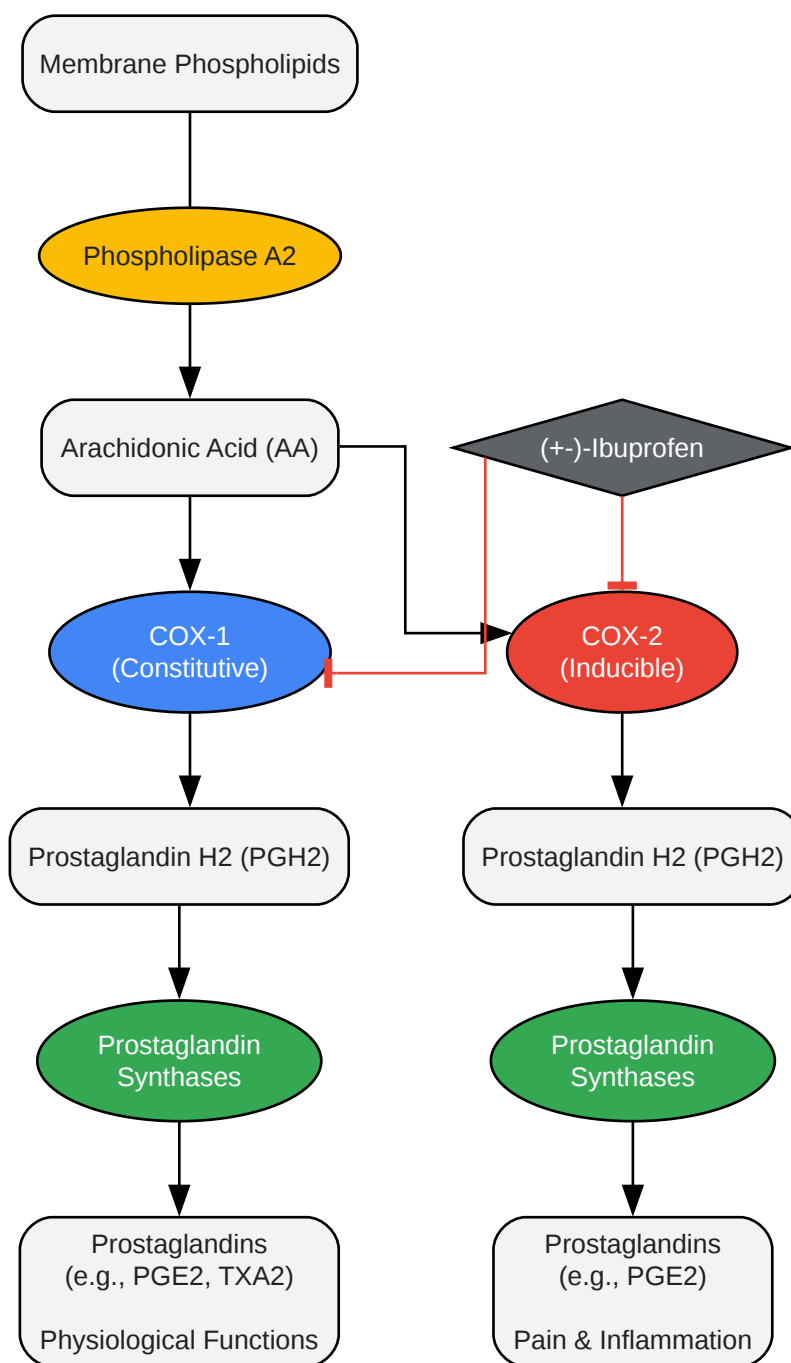 Membrane Phospholipids
Phospholipase A2
Arachidonic Acid (AA)
(+-)-Ibuprofen
COX-1
(Constitutive)
COX-2
(Inducible)
Prostaglandin H2 (PGH2)
Prostaglandin H2 (PGH2)
Prostaglandin
Synthases
Prostaglandin
Synthases
Prostaglandins
(e.g., PGE2, TXA2)
Physiological Functions
Prostaglandins
(e.g., PGE2)
Pain & Inflammation